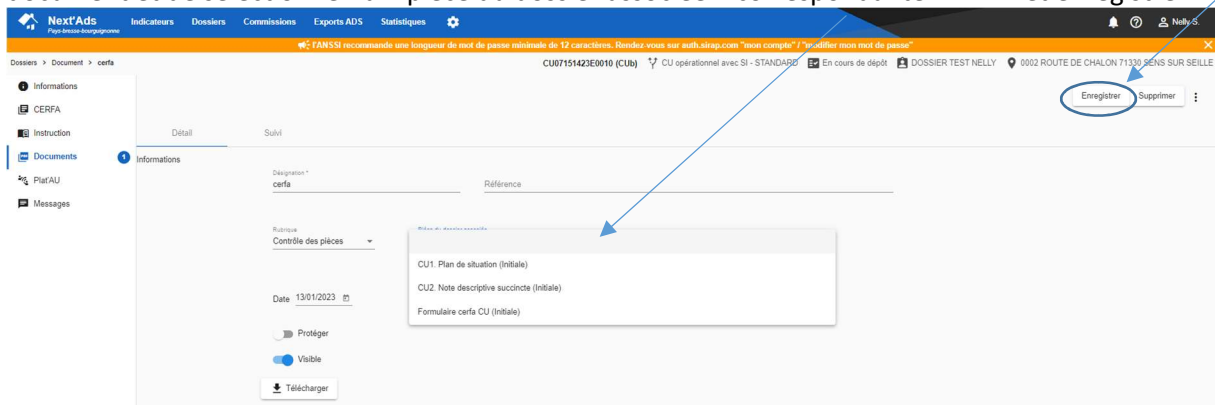 Next'Ads
Pays-bresse-bourguignonne
Indicateurs Dossiers Commissions Exports ADS Statistiques
Nelly S.
L'ANSSI recommande une longueur de mot de passe minimale de 12 caractères. Rendez-vous sur auth.sirap.com "mon compte" / "modifier mon mot de passe"
Dossiers > Document > cerfa
CU07151423E0010 (CUb) CU opérationnel avec SI - STANDARD En cours de dépôt DOSSIER TEST NELLY 0002 ROUTE DE CHALON 71330 SENS SUR SEILLE
Informations
CERFA
Instruction
Documents 1
Plat'AU
Messages
Enregistrer Supprimer
Détail Suivi
Informations
Désignation *
cerfa
Référence
Rubrique
Contrôle des pièces
CU1. Plan de situation (Initiale)
CU2. Note descriptive succincte (Initiale)
Formulaire cerfa CU (Initiale)
Date 13/01/2023
Protéger
Visible
Télécharger